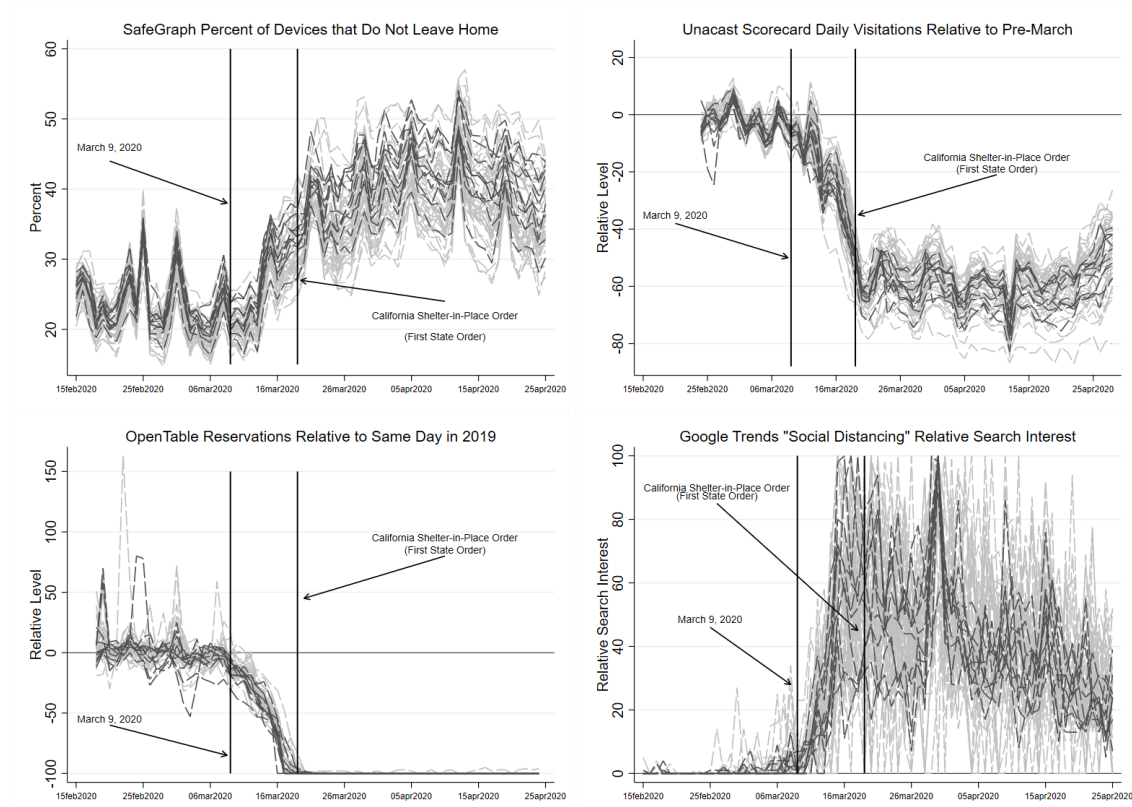 SafeGraph Percent of Devices that Do Not Leave Home
60
50
40
30
20
Percent
March 9, 2020
California Shelter-in-Place Order
(First State Order)
15feb2020 25feb2020 06mar2020 16mar2020 26mar2020 05apr2020 15apr2020 25apr2020
Unacast Scorecard Daily Visitations Relative to Pre-March
20
0
-20
-40
-60
-80
Relative Level
California Shelter-in-Place Order
(First State Order)
March 9, 2020
15feb2020 25feb2020 06mar2020 16mar2020 26mar2020 05apr2020 15apr2020 25apr2020
OpenTable Reservations Relative to Same Day in 2019
150
100
50
0
-50
-100
Relative Level
California Shelter-in-Place Order
(First State Order)
March 9, 2020
15feb2020 25feb2020 06mar2020 16mar2020 26mar2020 05apr2020 15apr2020 25apr2020
Google Trends "Social Distancing" Relative Search Interest
100
80
60
40
20
0
Relative Search Interest
California Shelter-in-Place Order
(First State Order)
March 9, 2020
15feb2020 25feb2020 06mar2020 16mar2020 26mar2020 05apr2020 15apr2020 25apr2020